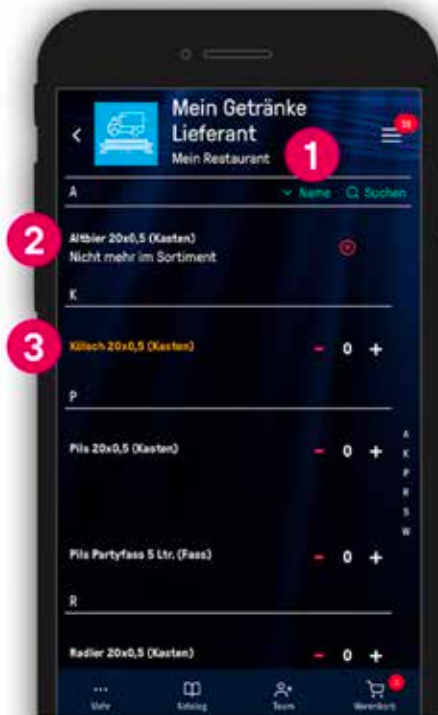 Mein Getränke
Lieferant
Mein Restaurant
1
A
Name
Suchen
2
Altbier 20x0,5 (Kasten)
Nicht mehr im Sortiment
K
3
Kölsch 20x0,5 (Kasten)
- 0 +
P
Pils 20x0,5 (Kasten)
- 0 +
A
K
P
R
S
W
Pils Partyfass 5 Ltr. (Fass)
- 0 +
R
Radler 20x0,5 (Kasten)
- 0 +
Mehr
Katalog
Team
Warenkorb